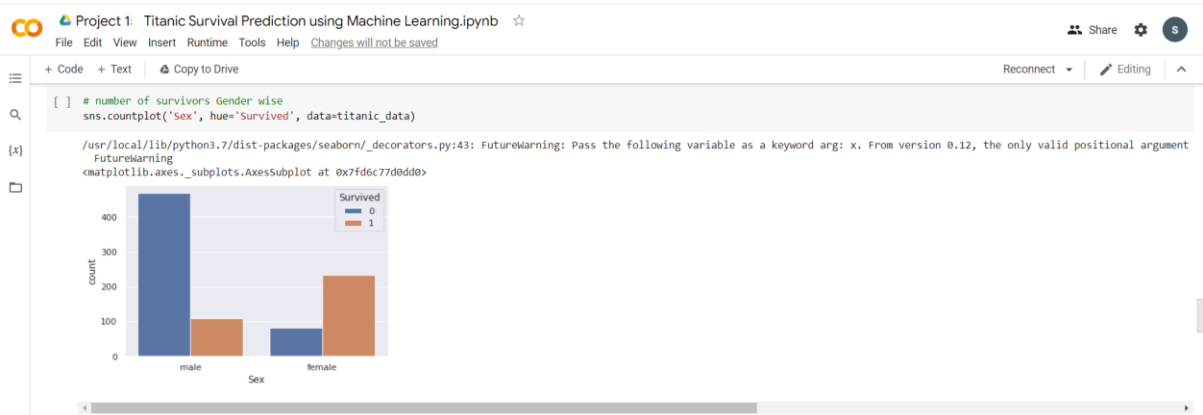 Project 1: Titanic Survival Prediction using Machine Learning.ipynb
File Edit View Insert Runtime Tools Help Changes will not be saved
Share
S
+ Code + Text Copy to Drive
Reconnect Editing
{x}
[ ] # number of survivors Gender wise
sns.countplot('Sex', hue='Survived', data=titanic_data)
/usr/local/lib/python3.7/dist-packages/seaborn/_decorators.py:43: FutureWarning: Pass the following variable as a keyword arg: x. From version 0.12, the only valid positional argument
FutureWarning
<matplotlib.axes._subplots.AxesSubplot at 0x7fd6c77d0dd0>
Survived
0
1
400
300
200
100
0
count
male female
Sex